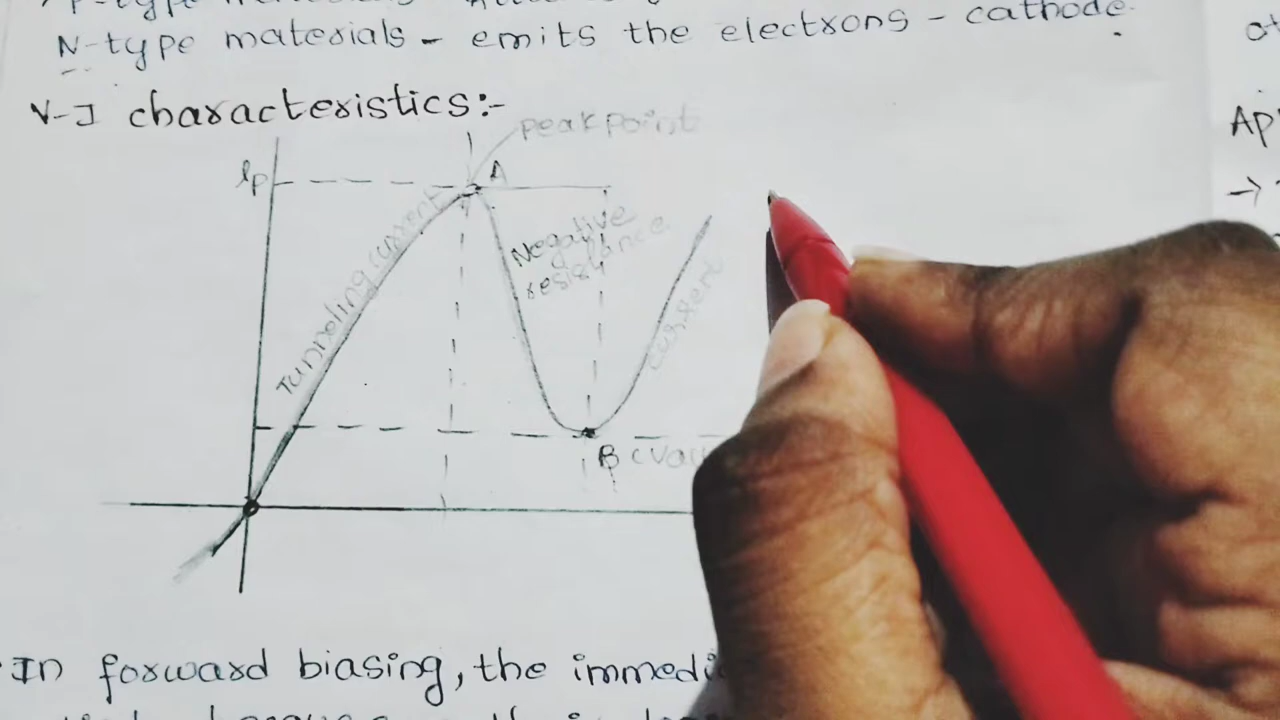 N-type materials - emits the electrons - cathode.
V-I characteristics:-
peak point
Ip
A
Tunneling current
Negative
resistance
current
B
Ap
In forward biasing, the